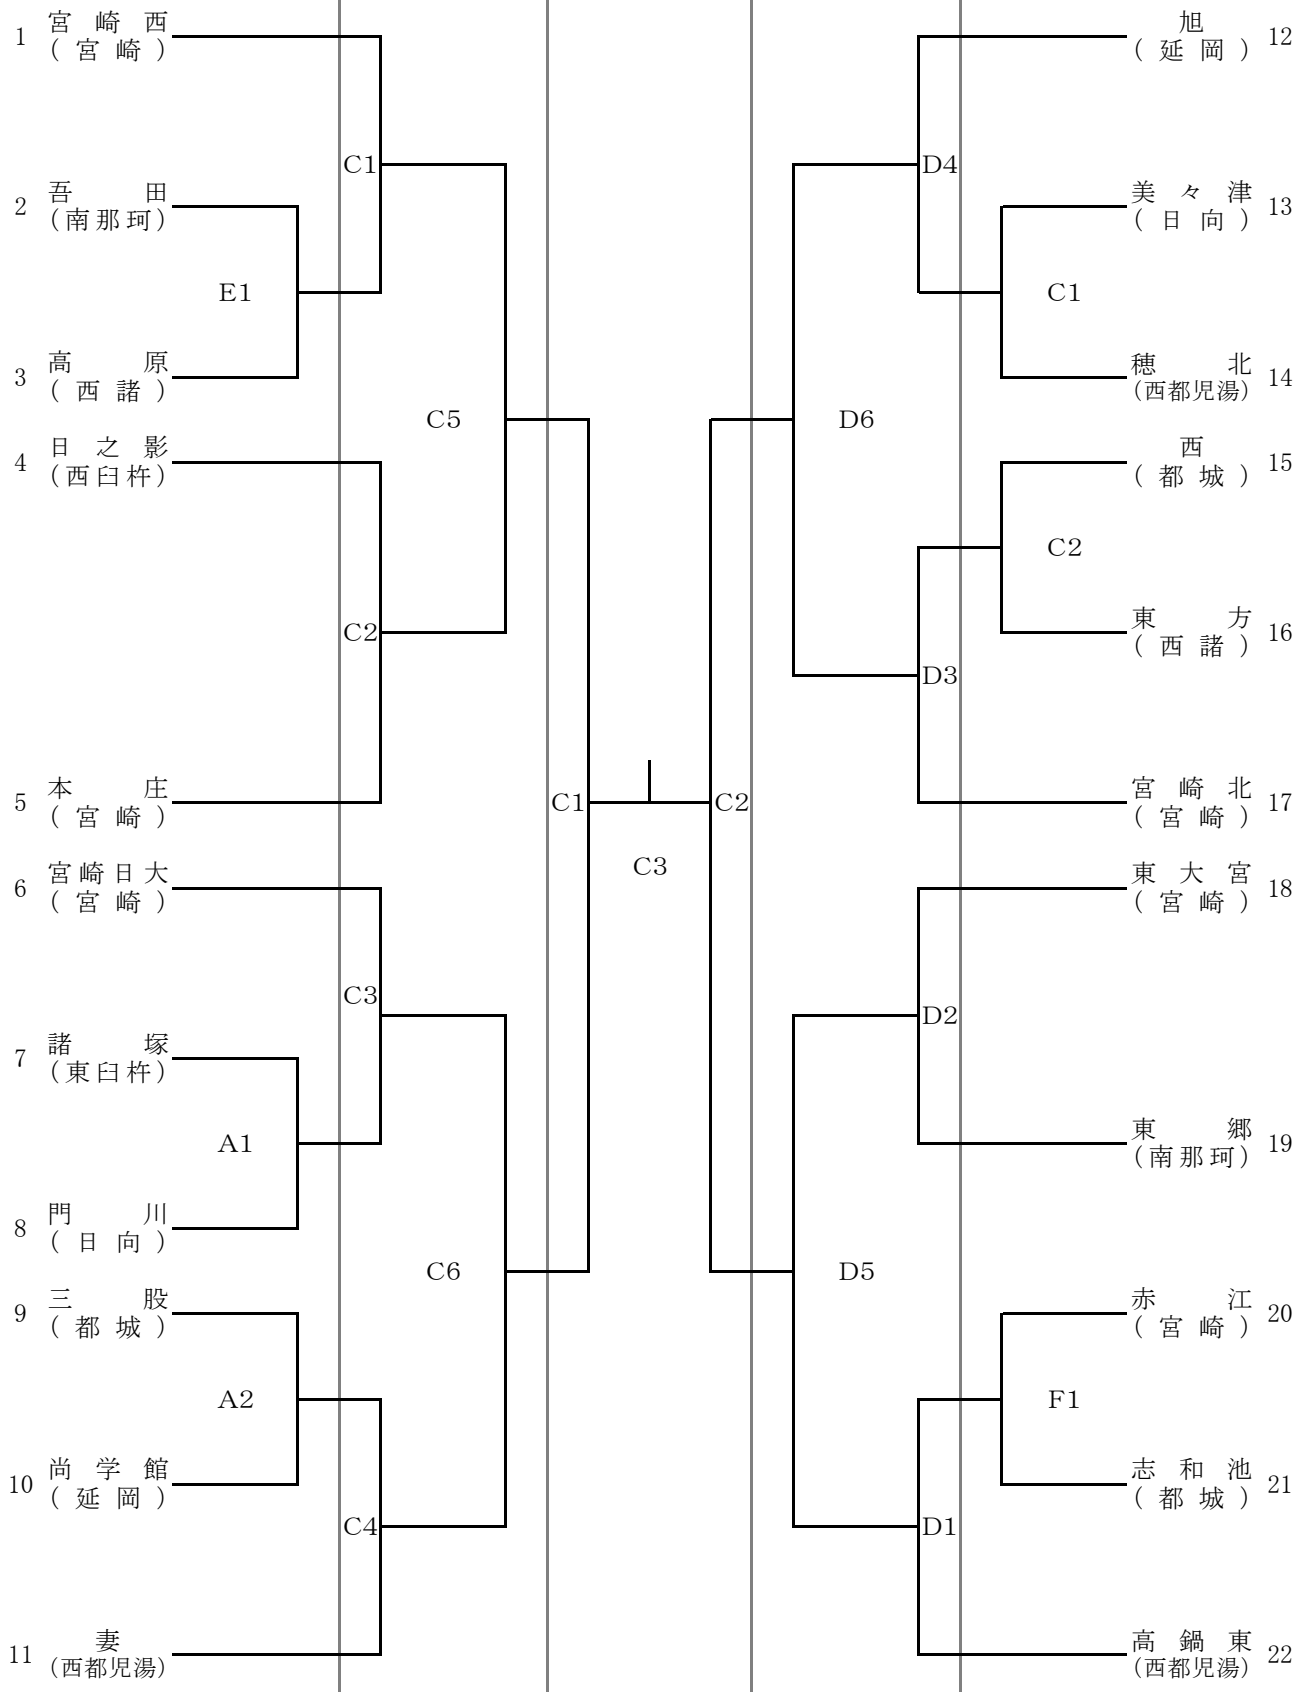 1 宮崎西
(宮崎)
C1
2 吾田
(南那珂)
E1
3 高原
(西諸)
C5
4 日之影
(西臼杵)
C2
5 本庄
(宮崎)
C1
6 宮崎日大
(宮崎)
C3
7 諸塚
(東臼杵)
A1
8 門川
(日向)
C6
9 三股
(都城)
A2
10 尚学館
(延岡)
C4
11 妻
(西都児湯)
C3
旭 12
(延岡)
D4
美々津 13
(日向)
C1
穂北 14
(西都児湯)
D6
西 15
(都城)
C2
東方 16
(西諸)
D3
宮崎北 17
(宮崎)
C2
東大宮 18
(宮崎)
D2
東郷 19
(南那珂)
D5
赤江 20
(宮崎)
F1
志和池 21
(都城)
D1
高鍋東 22
(西都児湯)